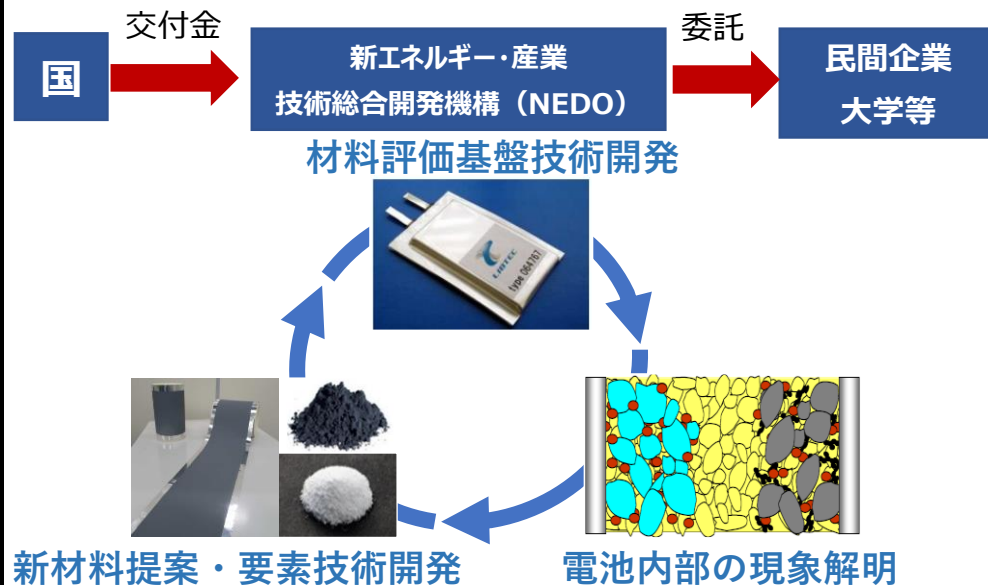 交付金
委託
国
新エネルギー・産業
技術総合開発機構（NEDO）
民間企業
大学等
材料評価基盤技術開発
LIBTEC
type 064767
新材料提案・要素技術開発
電池内部の現象解明